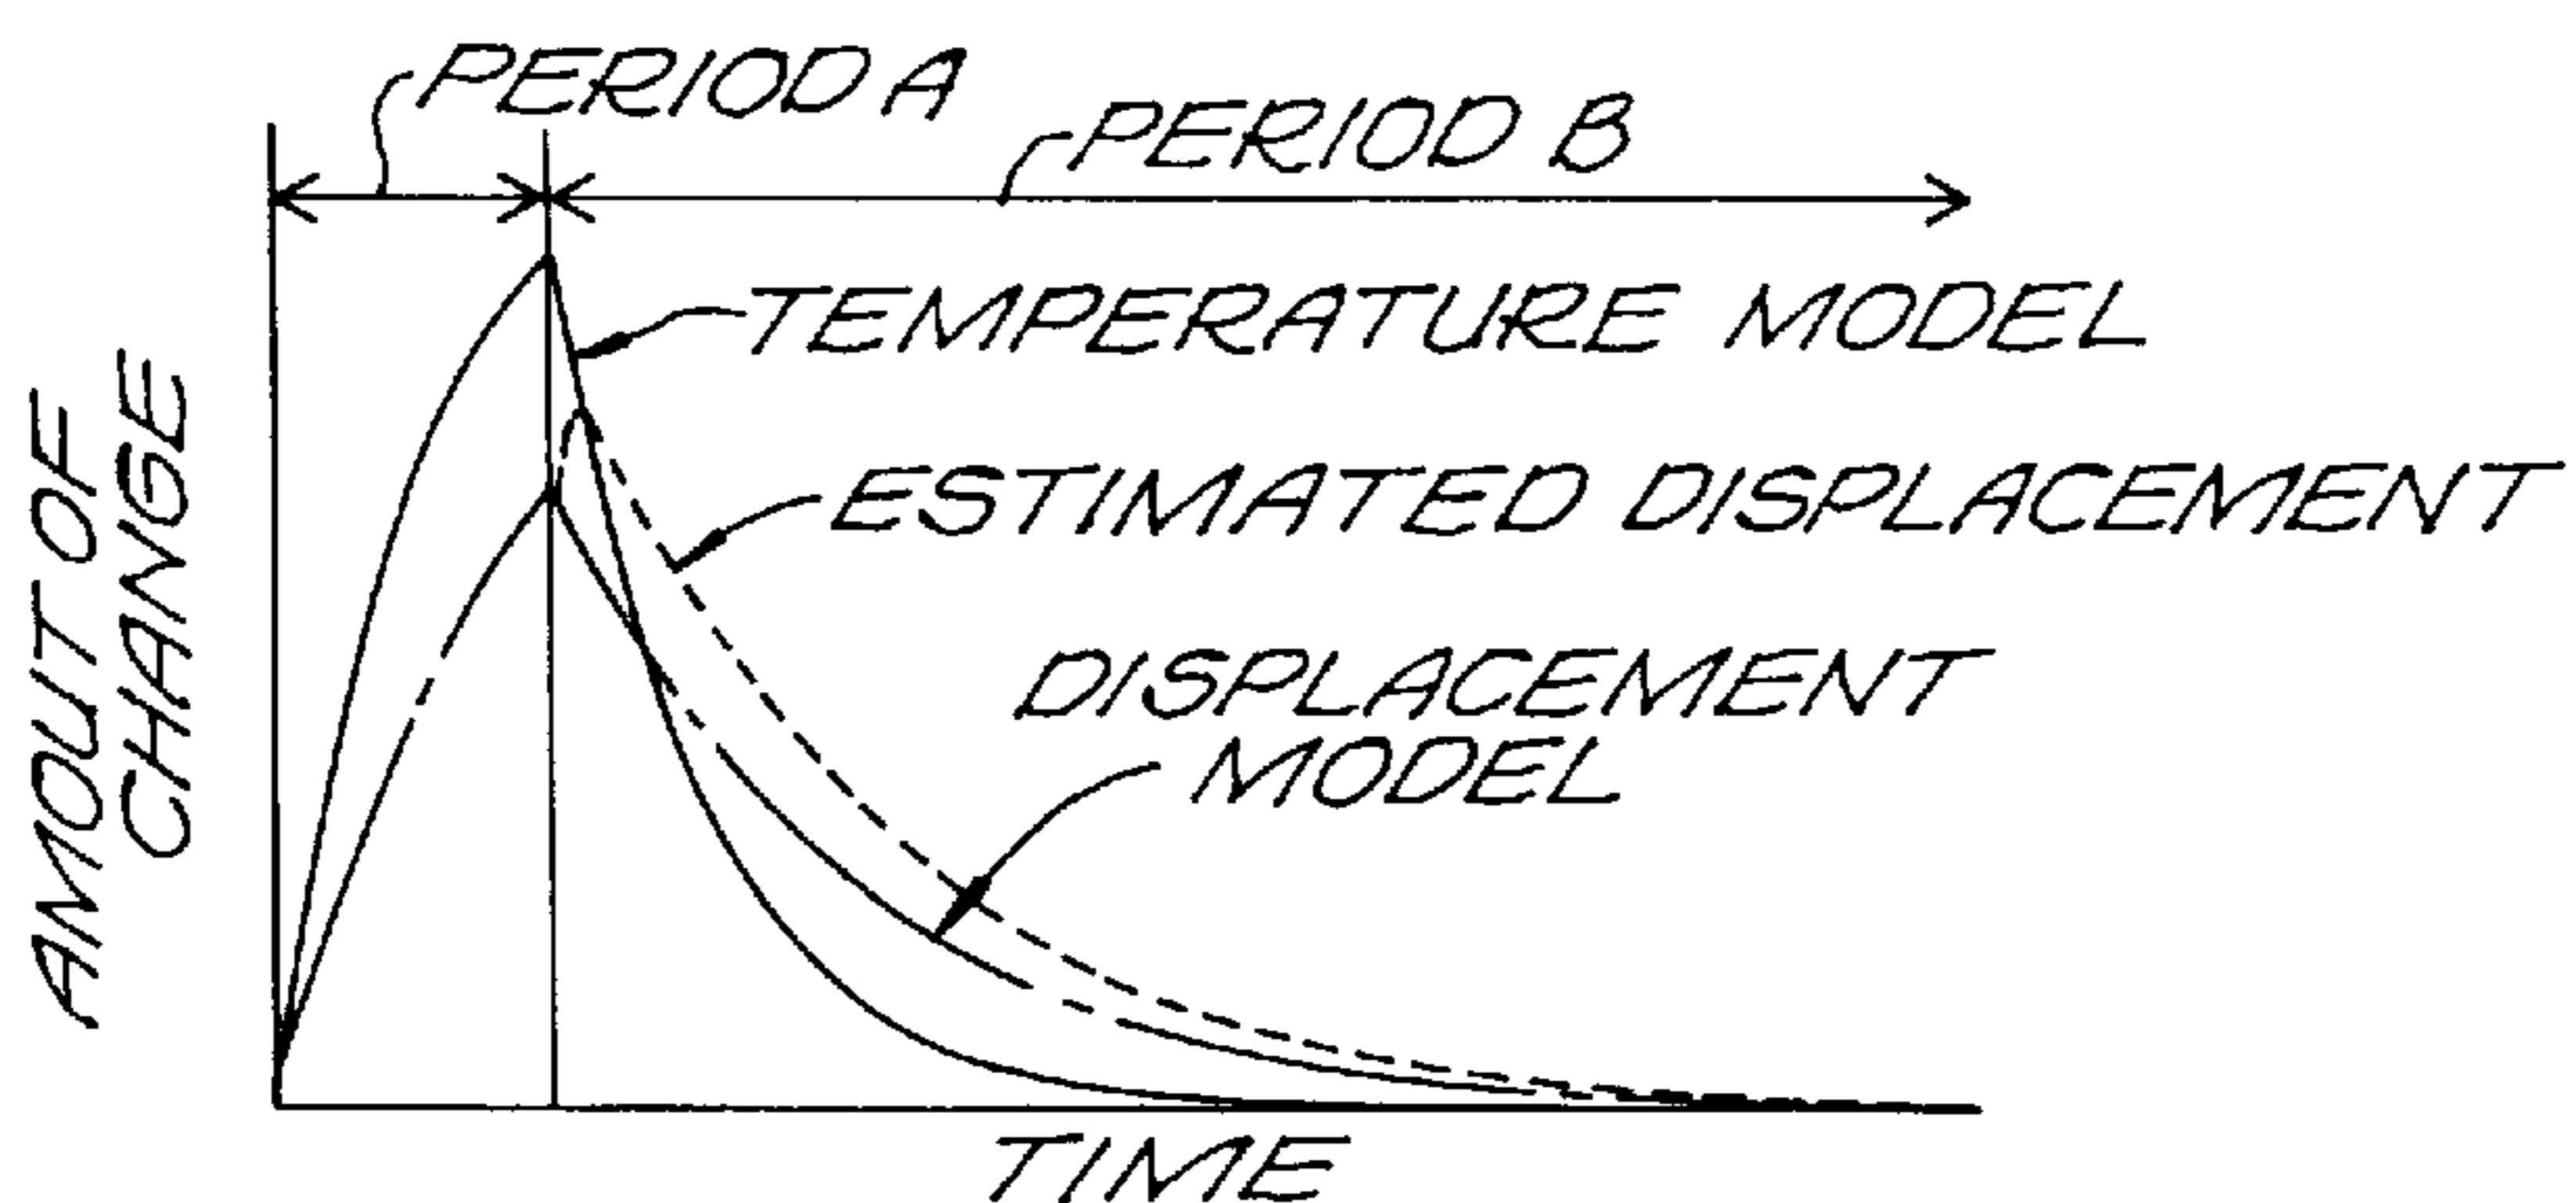 PERIOD A
PERIOD B
TEMPERATURE MODEL
ESTIMATED DISPLACEMENT
DISPLACEMENT
MODEL
AMOUT OF
CHANGE
TIME